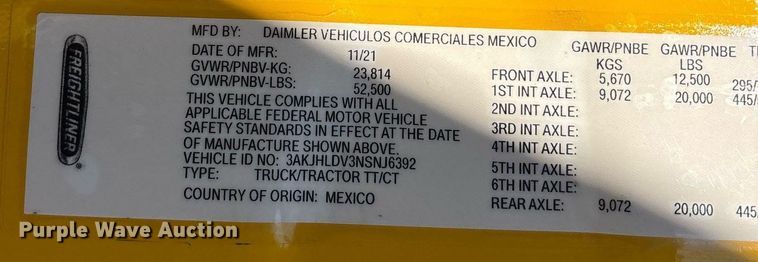 FREIGHTLINER
MFD BY: DAIMLER VEHICULOS COMERCIALES MEXICO
DATE OF MFR: 11/21
GVWR/PNBV-KG: 23,814
GVWR/PNBV-LBS: 52,500
THIS VEHICLE COMPLIES WITH ALL
APPLICABLE FEDERAL MOTOR VEHICLE
SAFETY STANDARDS IN EFFECT AT THE DATE
OF MANUFACTURE SHOWN ABOVE.
VEHICLE ID NO: 3AKJHLDV3NSNJ6392
TYPE: TRUCK/TRACTOR TT/CT
COUNTRY OF ORIGIN: MEXICO
GAWR/PNBE GAWR/PNBE
KGS LBS
FRONT AXLE: 5,670 12,500 295/
1ST INT AXLE: 9,072 20,000 445/
2ND INT AXLE:
3RD INT AXLE:
4TH INT AXLE:
5TH INT AXLE:
6TH INT AXLE:
REAR AXLE: 9,072 20,000 445/
Purple Wave Auction